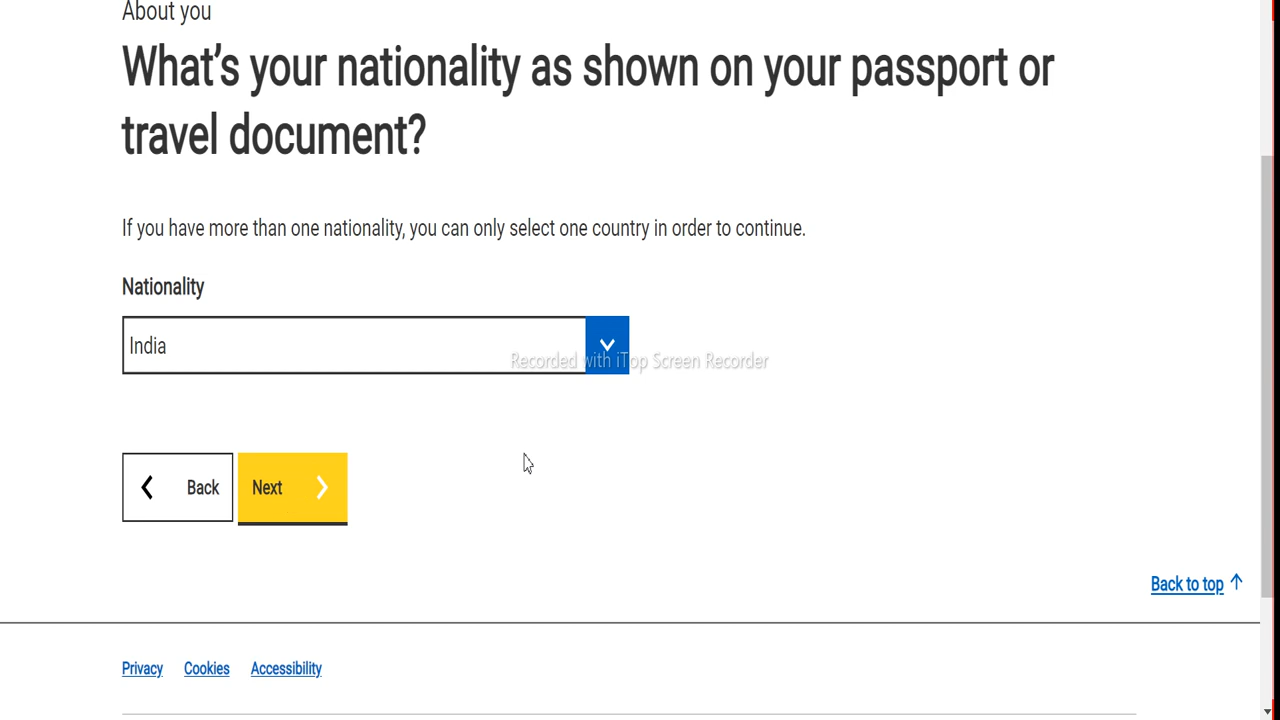 About you
What's your nationality as shown on your passport or
travel document?
If you have more than one nationality, you can only select one country in order to continue.
Nationality
India
Recorded with iTop Screen Recorder
Back Next
Back to top
Privacy Cookies Accessibility